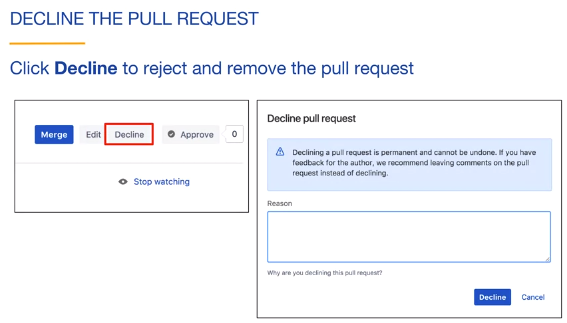 DECLINE THE PULL REQUEST
Click Decline to reject and remove the pull request
Merge Edit Decline Approve 0
Stop watching
Decline pull request
Declining a pull request is permanent and cannot be undone. If you have
feedback for the author, we recommend leaving comments on the pull
request instead of declining.
Reason
Why are you declining this pull request?
Decline Cancel